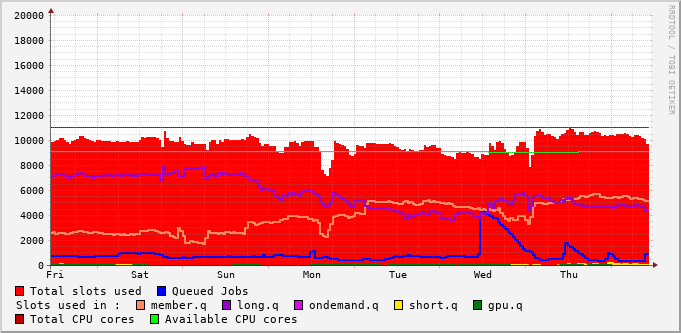 20000
18000
16000
14000
12000
10000
8000
6000
4000
2000
0
Fri Sat Sun Mon Tue Wed Thu
Total slots used Queued Jobs
Slots used in : member.q long.q ondemand.q short.q gpu.q
Total CPU cores Available CPU cores
RRDTOOL / TOBI OETIKER